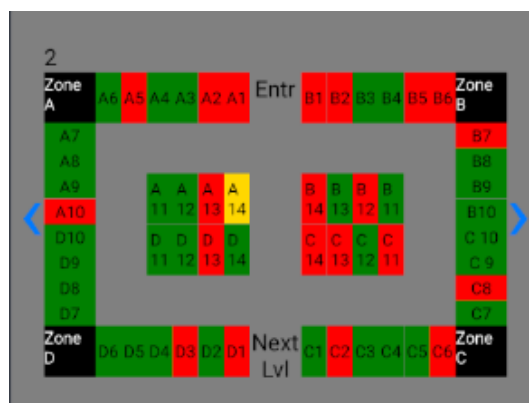 2
Zone A A6 A5 A4 A3 A2 A1 Entr B1 B2 B3 B4 B5 B6 Zone B
A7 B7
A8 B8
A9 B9
A10 B10
D10 C 10
D9 C 9
D8 C8
D7 C7
A 11 A 12 A 13 A 14 B 14 B 13 B 12 B 11
D 11 D 12 D 13 D 14 C 14 C 13 C 12 C 11
Zone D D6 D5 D4 D3 D2 D1 Next Lvl C1 C2 C3 C4 C5 C6 Zone C